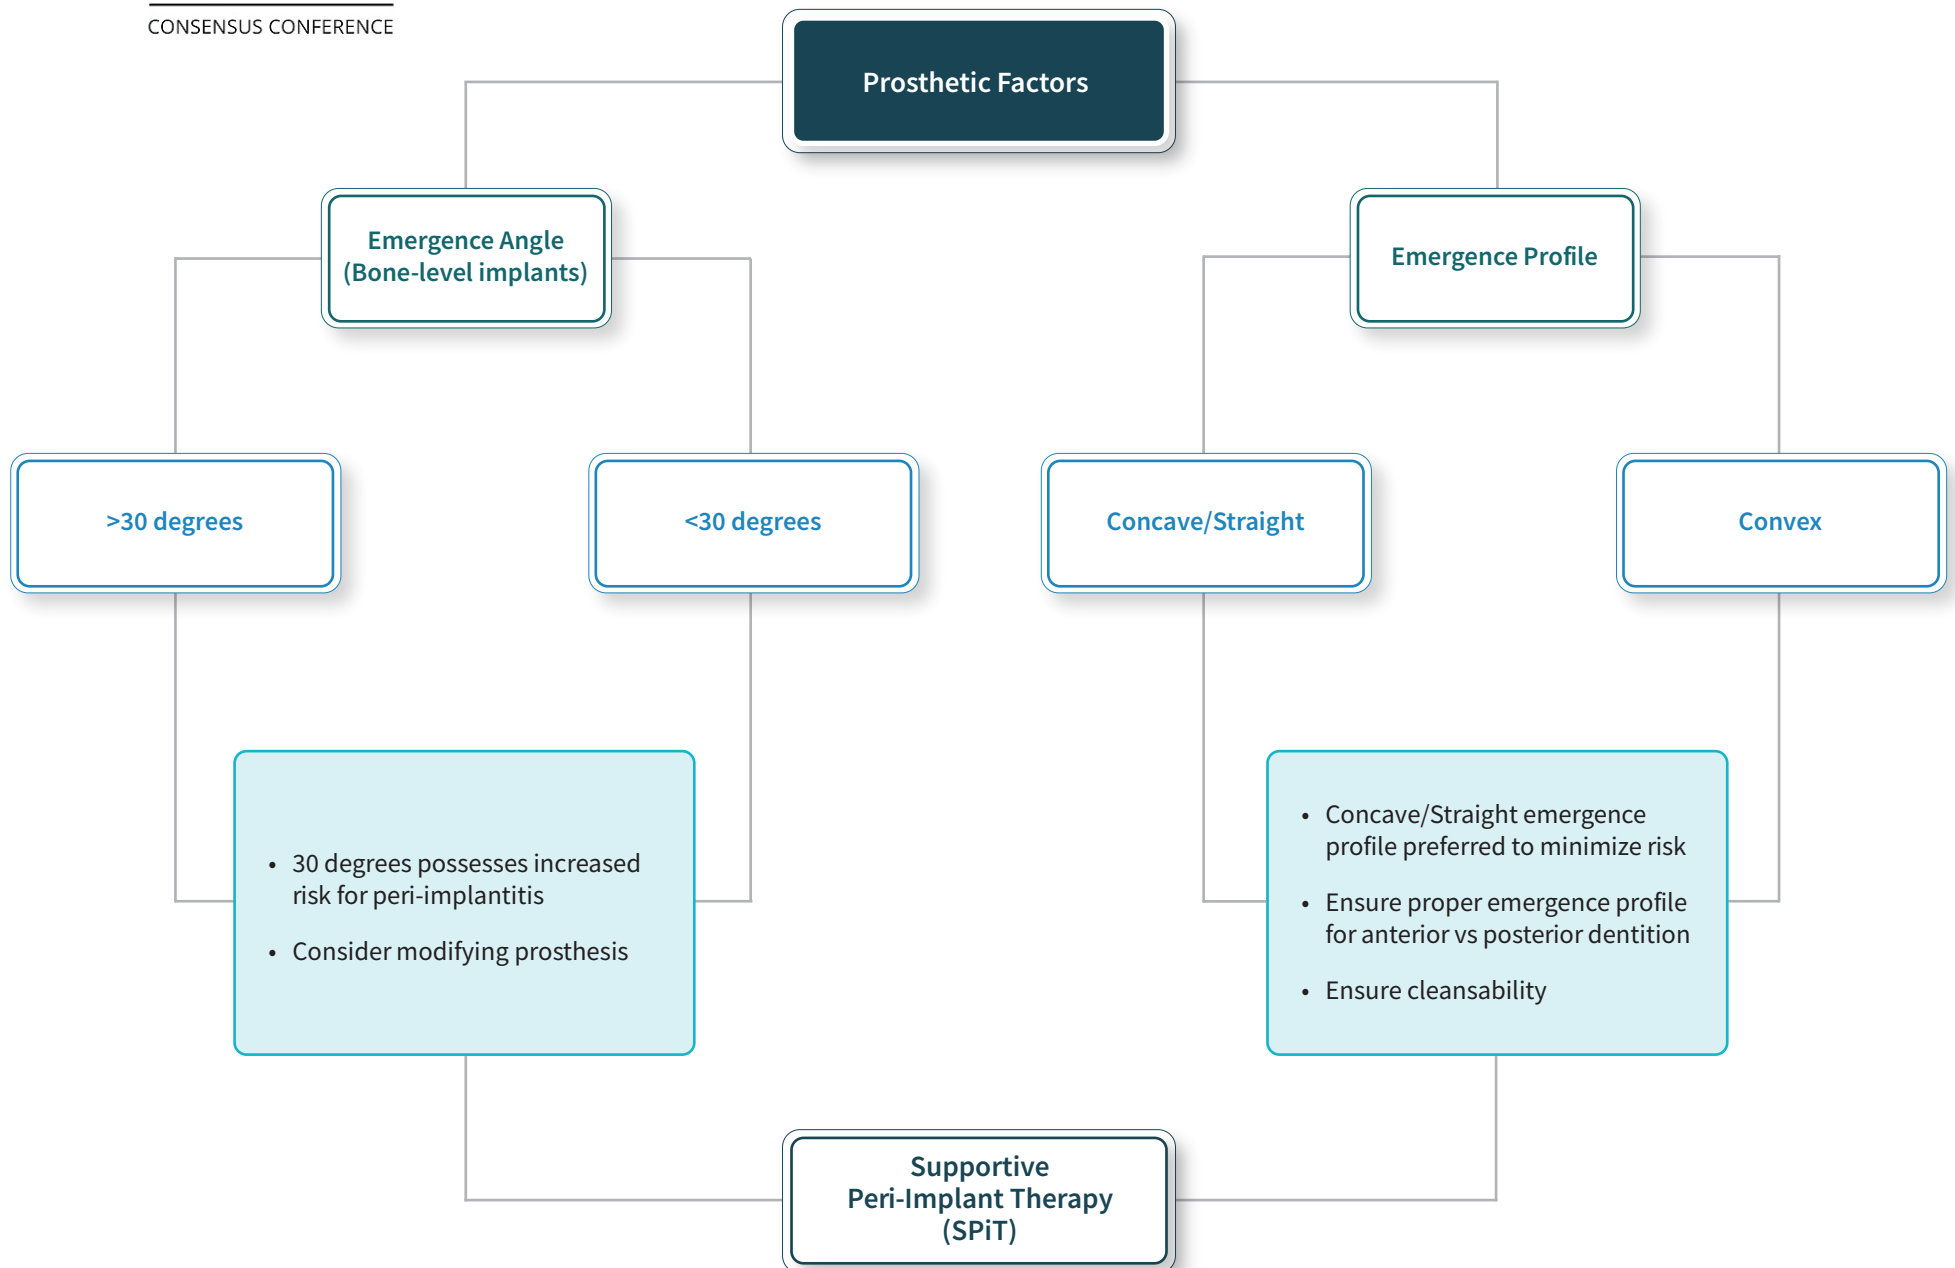 CONSENSUS CONFERENCE
Prosthetic Factors
Emergence Angle
(Bone-level implants)
Emergence Profile
>30 degrees
<30 degrees
Concave/Straight
Convex
• 30 degrees possesses increased
risk for peri-implantitis
• Consider modifying prosthesis
• Concave/Straight emergence
profile preferred to minimize risk
• Ensure proper emergence profile
for anterior vs posterior dentition
• Ensure cleansability
Supportive
Peri-Implant Therapy
(SPiT)